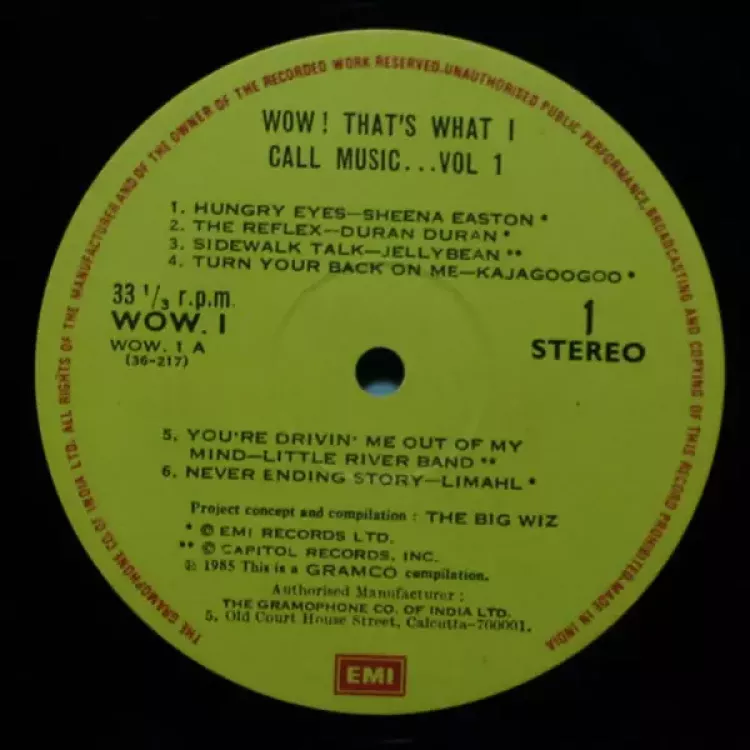 THE GRAMOPHONE CO. OF INDIA LTD. ALL RIGHTS OF THE MANUFACTURER AND OF THE OWNER OF THE RECORDED WORK RESERVED. UNAUTHORISED PUBLIC PERFORMANCE, BROADCASTING AND COPYING OF THIS RECORD PROHIBITED. MADE IN INDIA
WOW! THAT'S WHAT I
CALL MUSIC...VOL 1
1. HUNGRY EYES—SHEENA EASTON *
2. THE REFLEX—DURAN DURAN *
3. SIDEWALK TALK—JELLYBEAN **
4. TURN YOUR BACK ON ME—KAJAGOOGOO *
33 1/3 r.p.m.
WOW. 1
WOW. 1 A
(36-217)
1
STEREO
5. YOU'RE DRIVIN' ME OUT OF MY
MIND—LITTLE RIVER BAND **
6. NEVER ENDING STORY—LIMAHL *
Project concept and compilation : THE BIG WIZ
* © EMI RECORDS LTD.
** © CAPITOL RECORDS, INC.
℗ 1985 This is a GRAMCO compilation.
Authorised Manufacturer :
THE GRAMOPHONE CO. OF INDIA LTD.
5, Old Court House Street, Calcutta-700001.
EMI